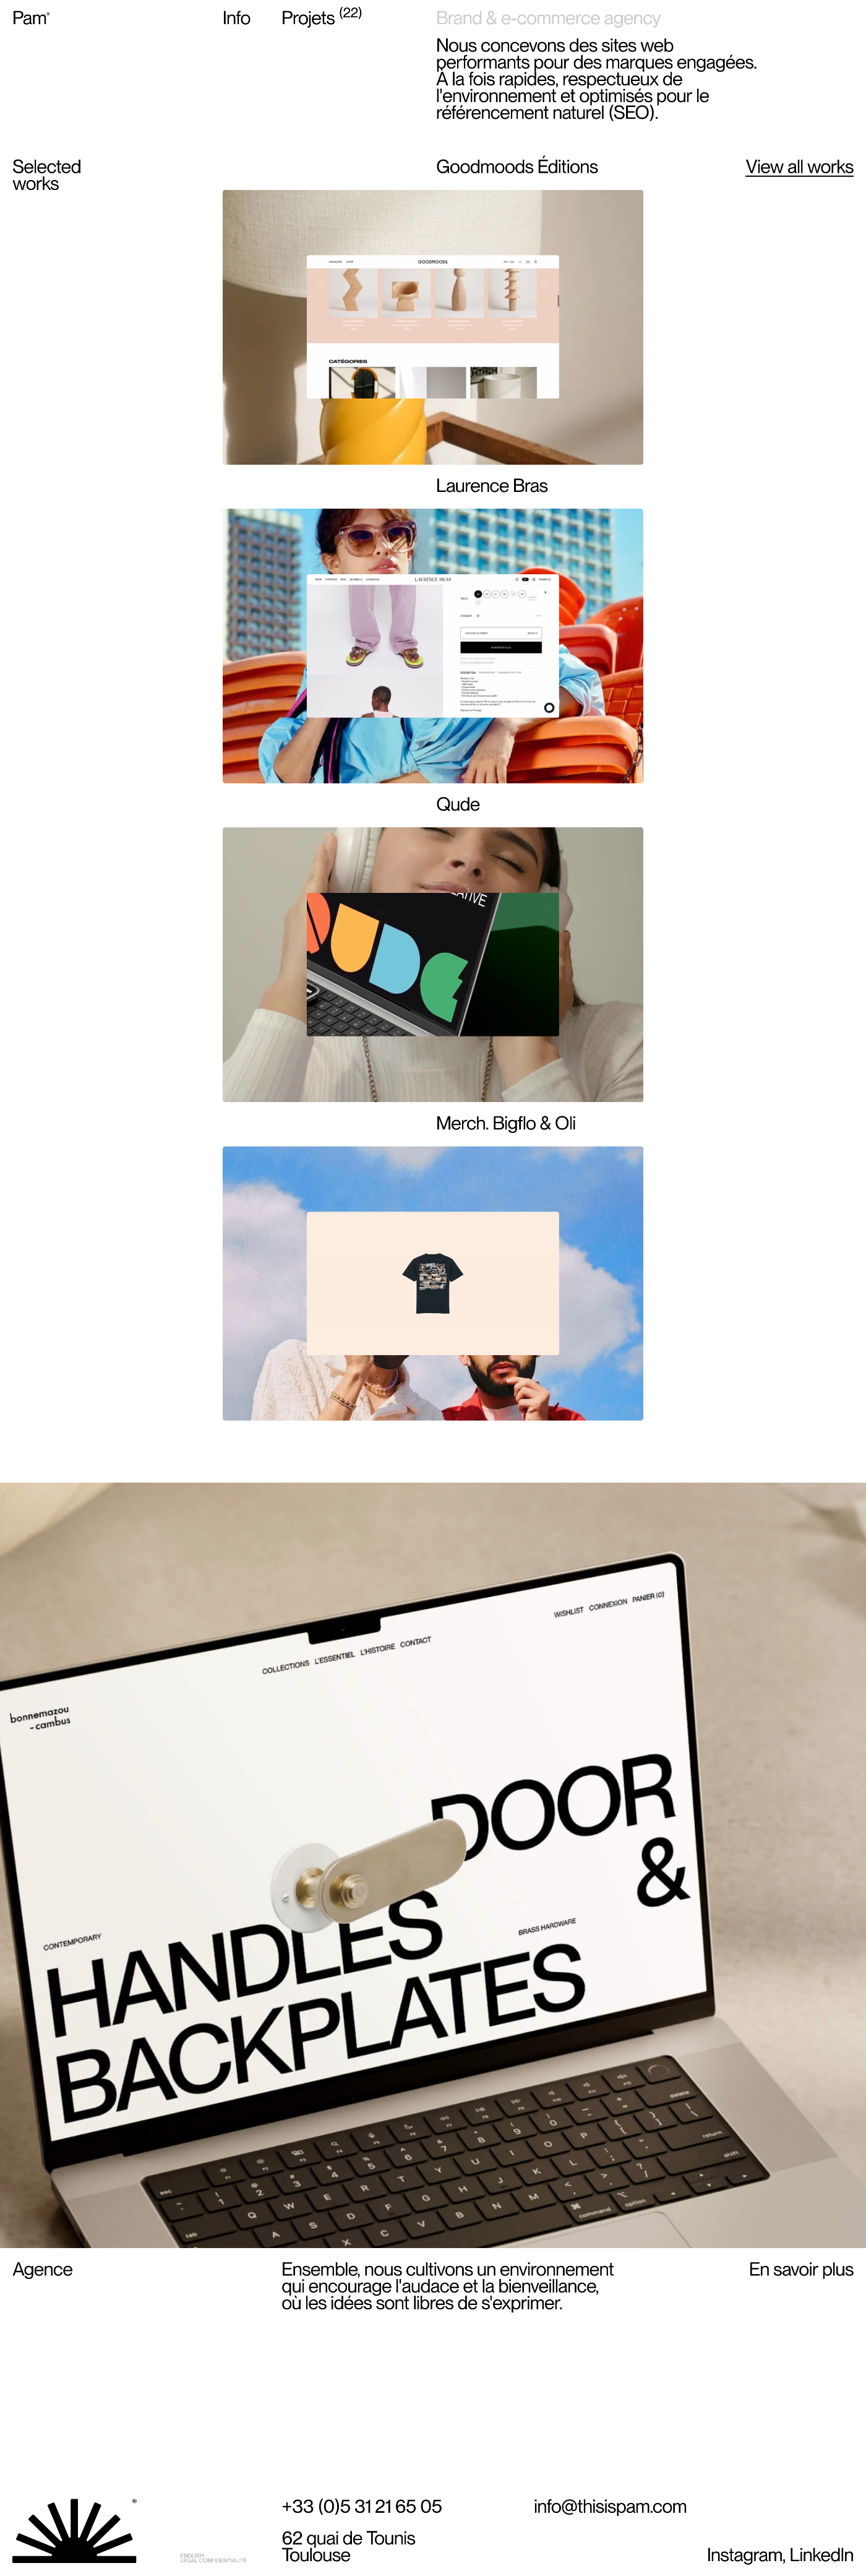 Pam®
Info
Projets (22)
Brand & e-commerce agency
Nous concevons des sites web
performants pour des marques engagées.
À la fois rapides, respectueux de
l'environnement et optimisés pour le
référencement naturel (SEO).
Selected
works
Goodmoods Éditions
View all works
GOODMOODS
CATÉGORIES
Laurence Bras
LAURENCE BRAS
Qude
Merch. Bigflo & Oli
WISHLIST CONNEXION PANIER (0)
COLLECTIONS L'ESSENTIEL L'HISTOIRE CONTACT
bonnemazou
- cambus
DOOR
&
CONTEMPORARY
HANDLES
BRASS HARDWARE
BACKPLATES
Agence
Ensemble, nous cultivons un environnement
qui encourage l'audace et la bienveillance,
où les idées sont libres de s'exprimer.
En savoir plus
+33 (0)5 31 21 65 05
info@thisispam.com
62 quai de Tounis
Toulouse
ENGLISH
LÉGAL CONFIDENTIALITÉ
Instagram, LinkedIn